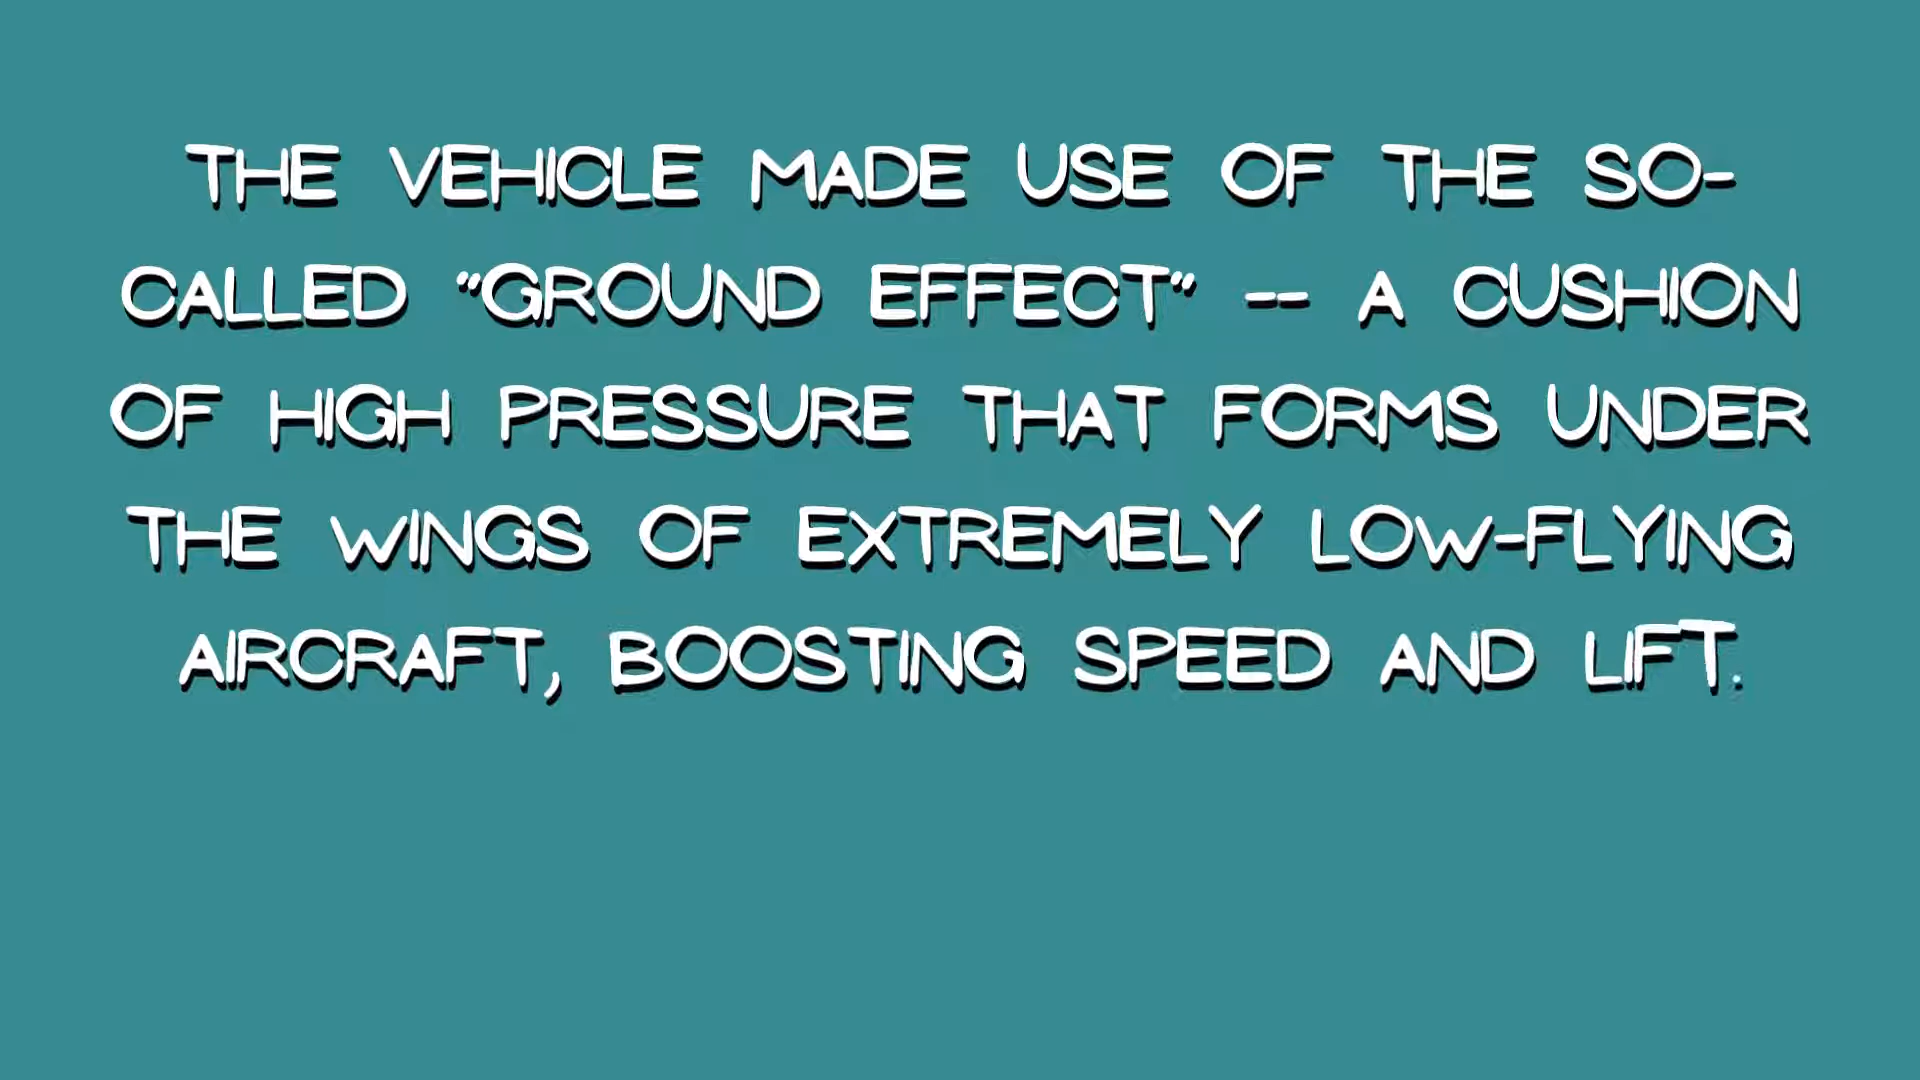 THE VEHICLE MADE USE OF THE SO-
CALLED "GROUND EFFECT" -- A CUSHION
OF HIGH PRESSURE THAT FORMS UNDER
THE WINGS OF EXTREMELY LOW-FLYING
AIRCRAFT, BOOSTING SPEED AND LIFT.